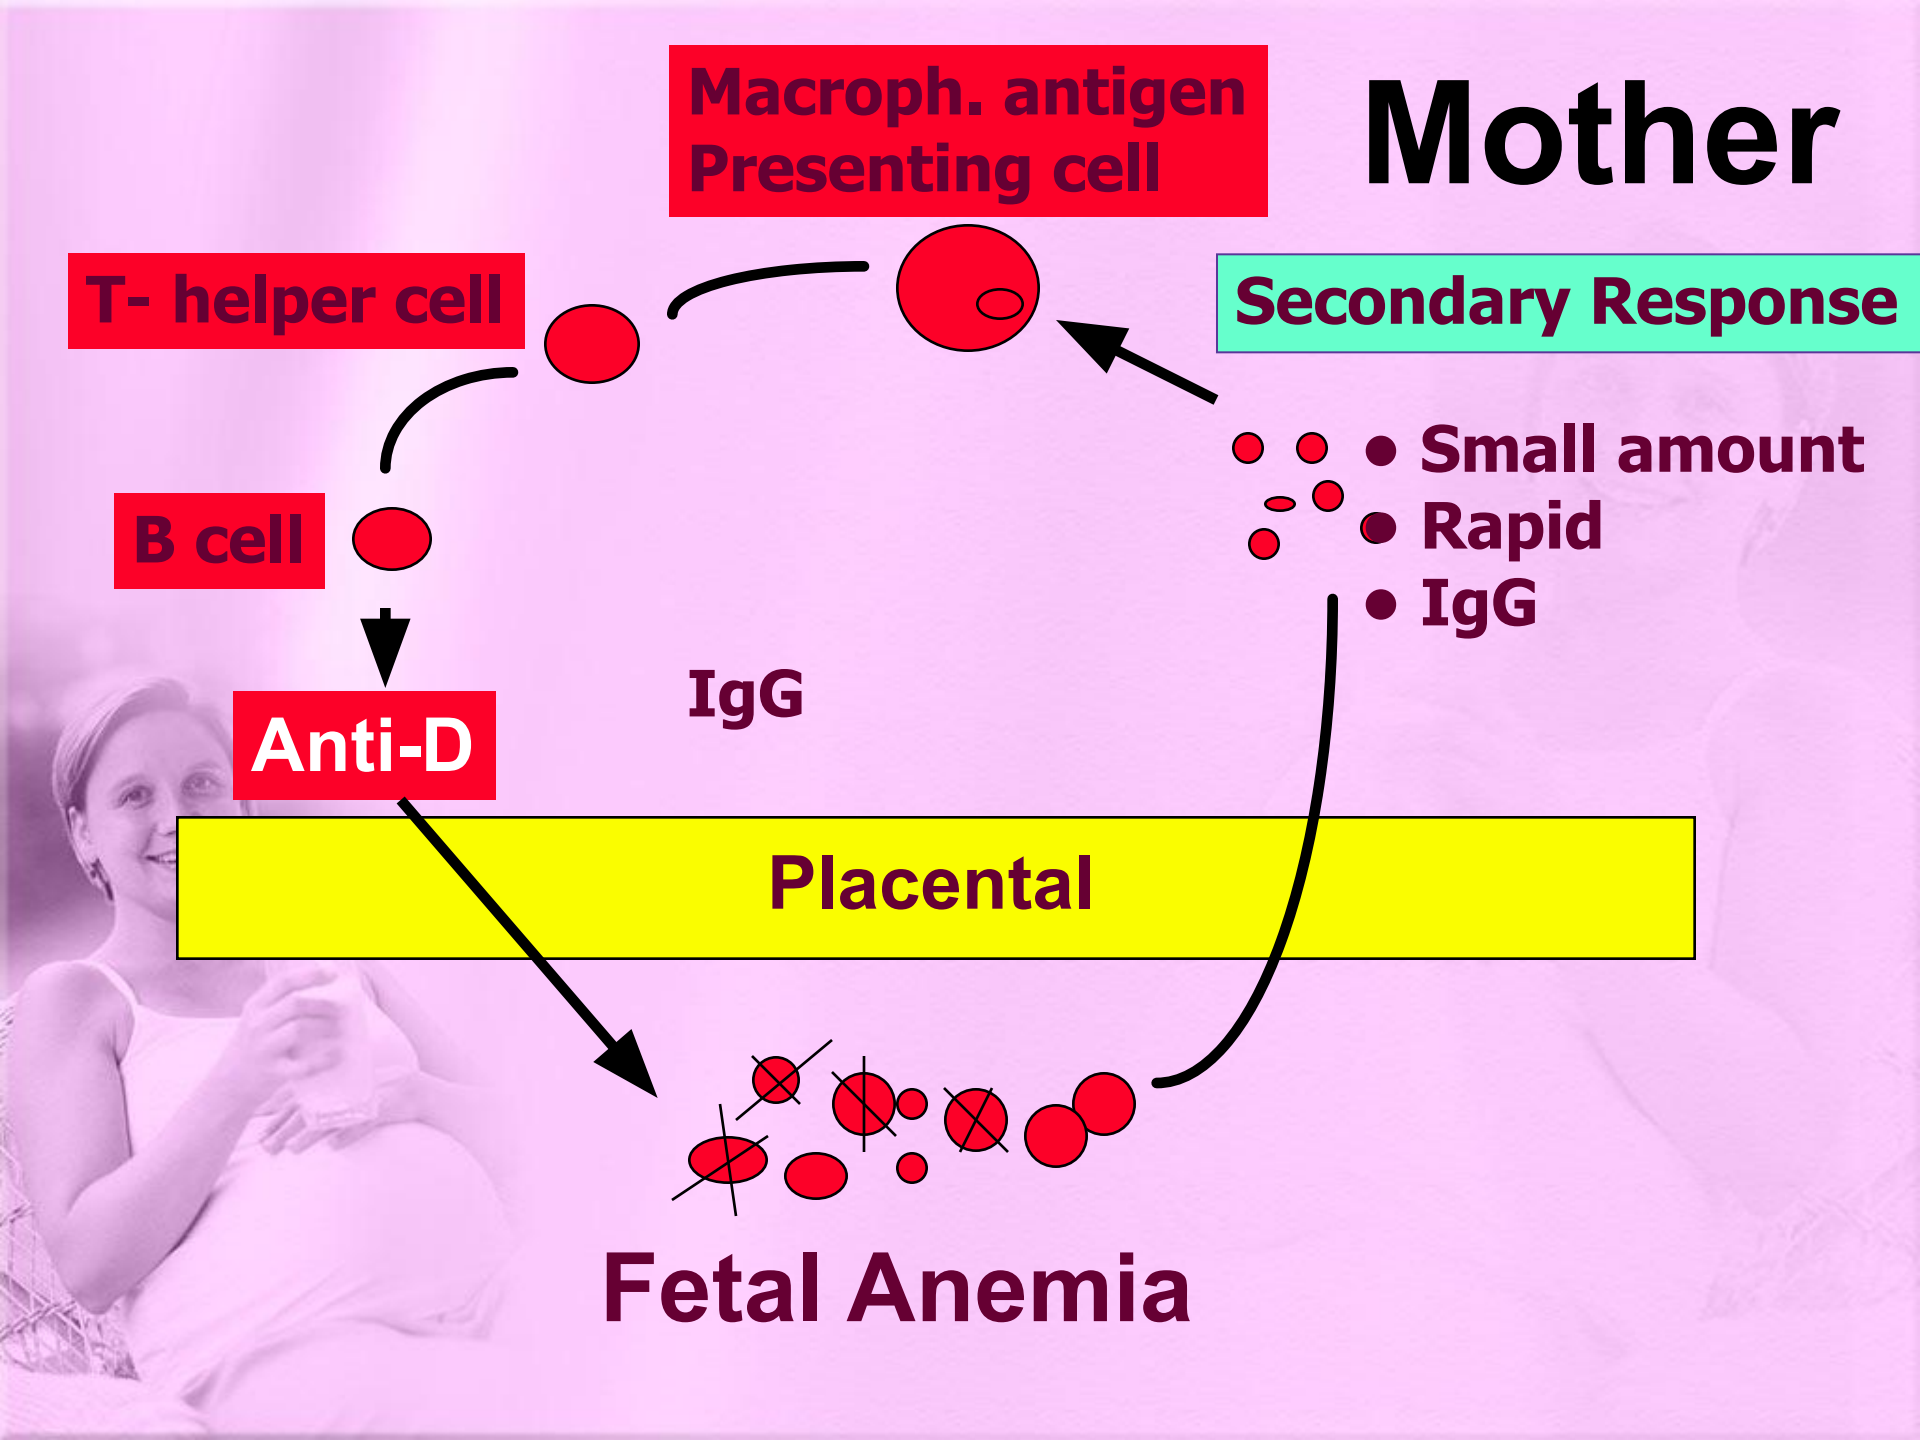 Macroph. antigen
Presenting cell
Mother
T- helper cell
Secondary Response
• Small amount
• Rapid
• IgG
B cell
IgG
Anti-D
Placental
Fetal Anemia